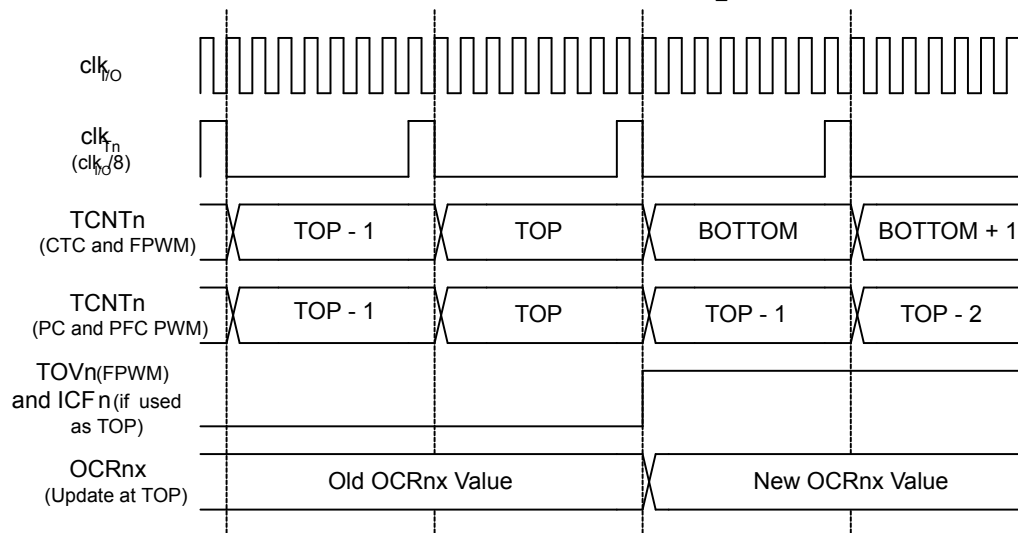 clkI/O
clkTn
(clkI/O/8)
TCNTn
(CTC and FPWM)
TOP - 1
TOP
BOTTOM
BOTTOM + 1
TCNTn
(PC and PFC PWM)
TOP - 1
TOP
TOP - 1
TOP - 2
TOVn(FPWM)
and ICFn(if used
as TOP)
OCRnx
(Update at TOP)
Old OCRnx Value
New OCRnx Value